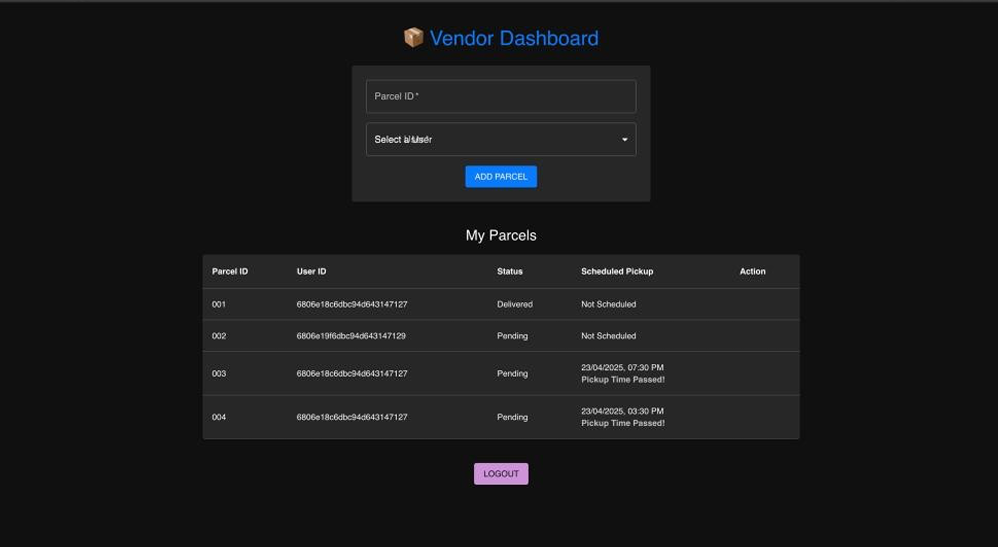 📦 Vendor Dashboard
Parcel ID *
Select a User
ADD PARCEL
My Parcels
Parcel ID User ID Status Scheduled Pickup Action
001 6806e18c6dbc94d643147127 Delivered Not Scheduled
002 6806e19f6dbc94d643147129 Pending Not Scheduled
003 6806e18c6dbc94d643147127 Pending 23/04/2025, 07:30 PM
Pickup Time Passed!
004 6806e18c6dbc94d643147127 Pending 23/04/2025, 03:30 PM
Pickup Time Passed!
LOGOUT